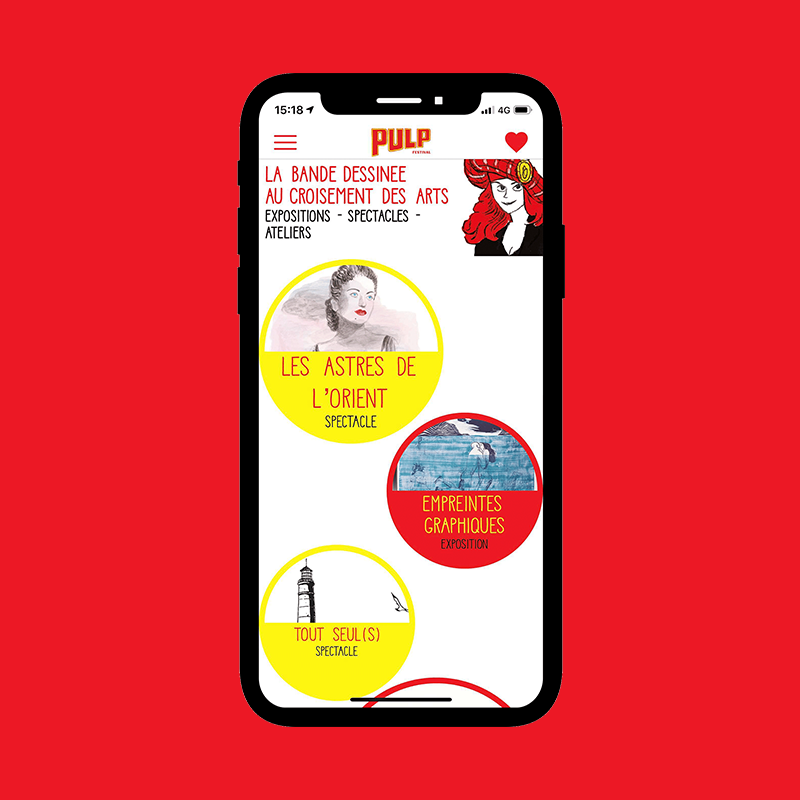 15:18
4G
PULP
FESTIVAL
LA BANDE DESSINEE
AU CROISEMENT DES ARTS
EXPOSITIONS - SPECTACLES -
ATELIERS
LES ASTRES DE
L'ORIENT
SPECTACLE
EMPREINTES
GRAPHIQUES
EXPOSITION
TOUT SEUL(S)
SPECTACLE